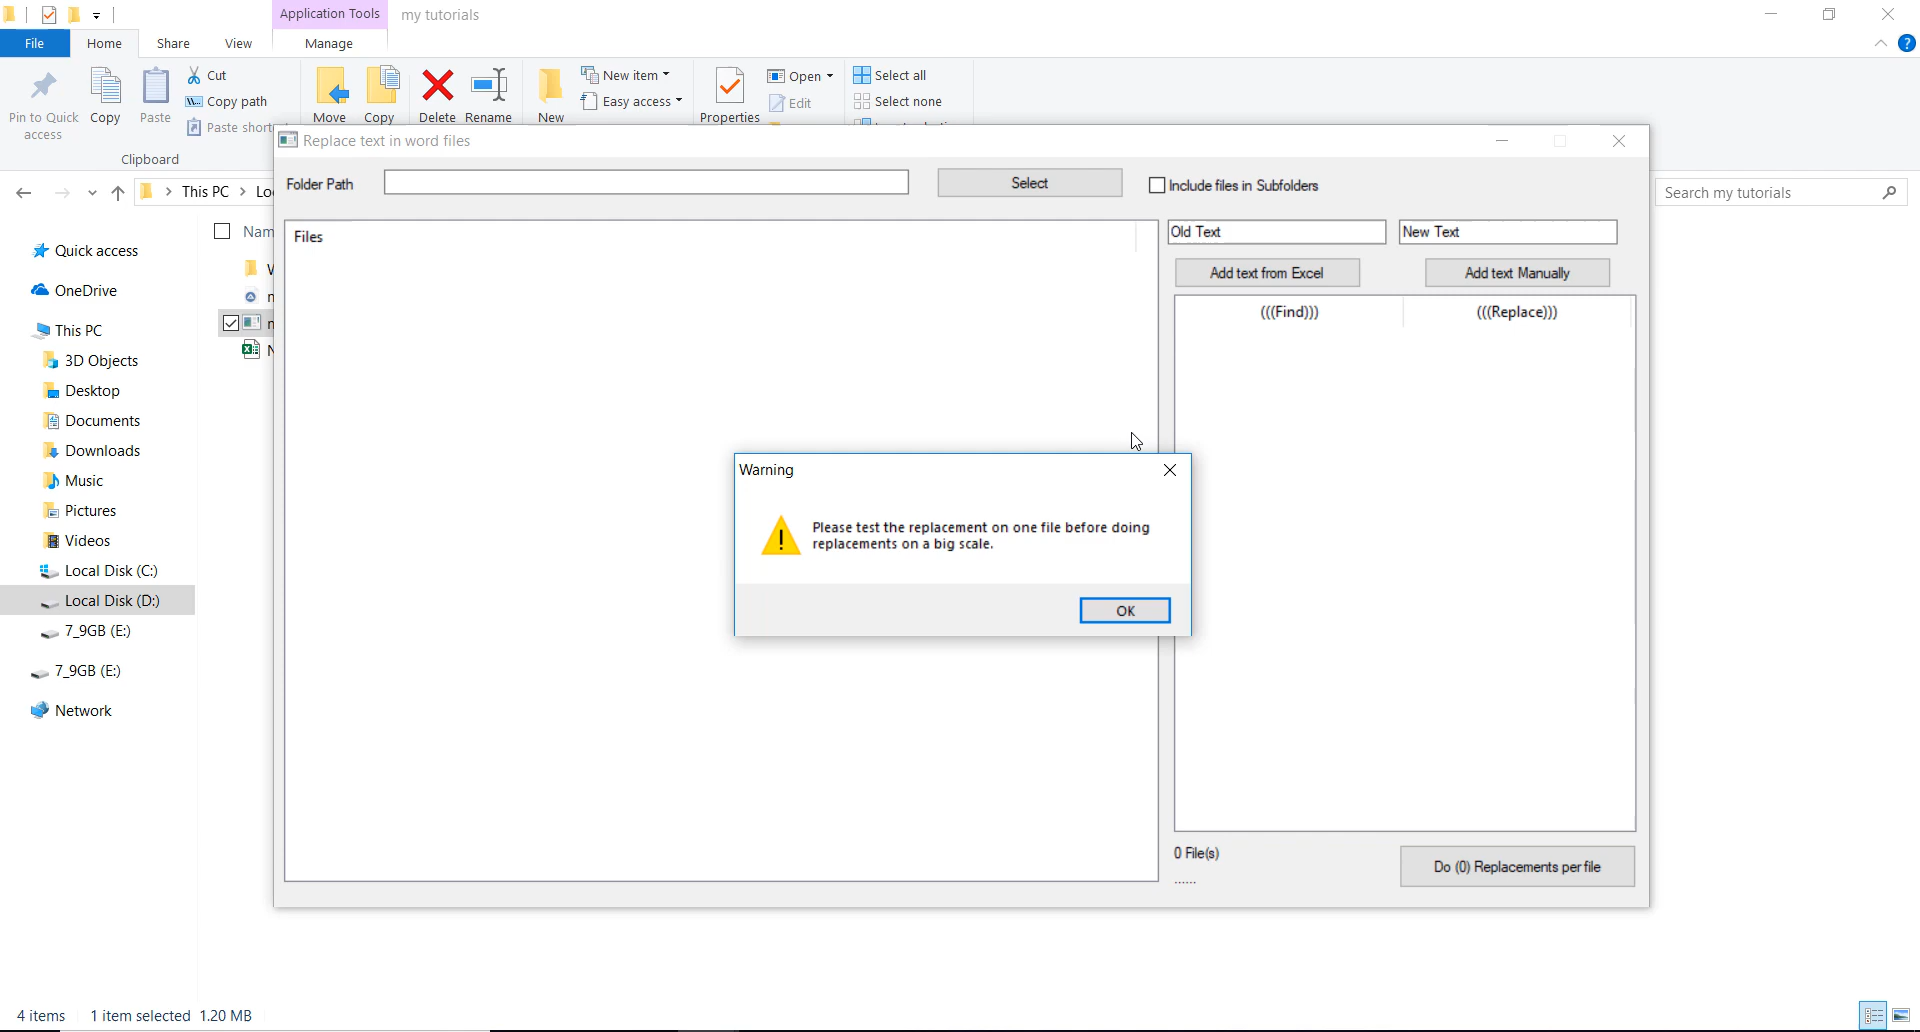 Application Tools
my tutorials
File
Home
Share
View
Manage
Pin to Quick
access
Copy
Paste
Cut
Copy path
Paste short
Clipboard
Move
Copy
Delete
Rename
New
New item
Easy access
Properties
Open
Edit
Select all
Select none
Replace text in word files
This PC
Search my tutorials
Folder Path
Select
Include files in Subfolders
Quick access
OneDrive
This PC
3D Objects
Desktop
Documents
Downloads
Music
Pictures
Videos
Local Disk (C:)
Local Disk (D:)
7_9GB (E:)
7_9GB (E:)
Network
Nam
Files
Old Text
New Text
Add text from Excel
Add text Manually
(((Find)))
(((Replace)))
Warning
Please test the replacement on one file before doing
replacements on a big scale.
OK
0 File(s)
......
Do (0) Replacements per file
4 items
1 item selected 1.20 MB